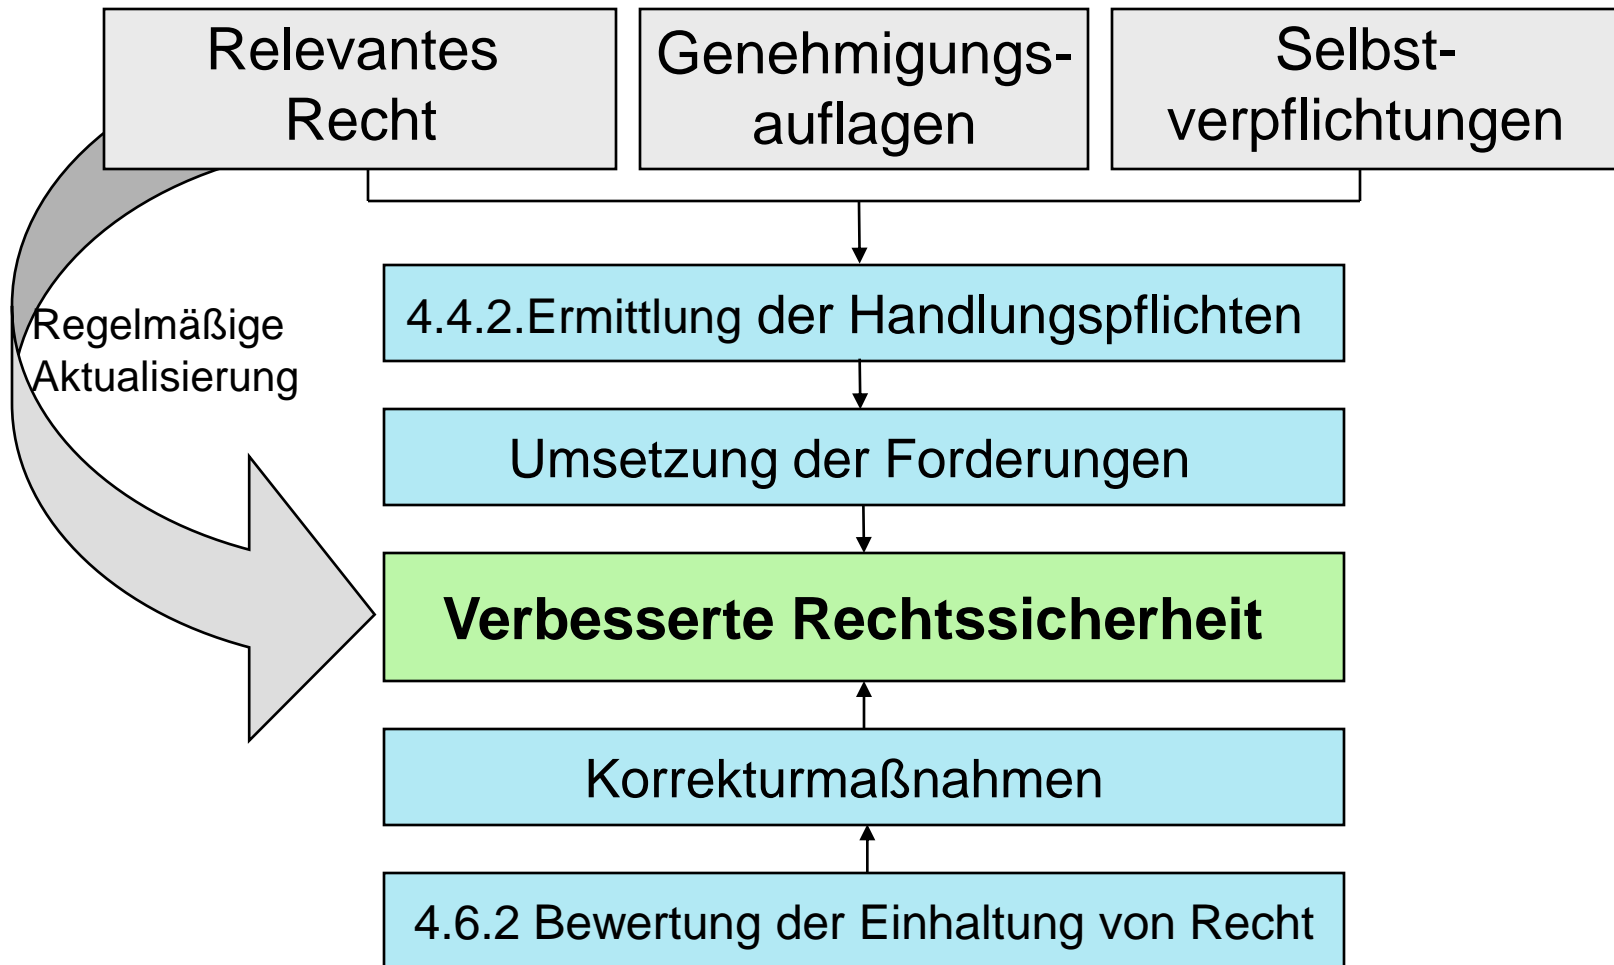 Relevantes
Recht
Genehmigungs-
auflagen
Selbst-
verpflichtungen
Regelmäßige
Aktualisierung
4.4.2.Ermittlung der Handlungspflichten
Umsetzung der Forderungen
Verbesserte Rechtssicherheit
Korrekturmaßnahmen
4.6.2 Bewertung der Einhaltung von Recht